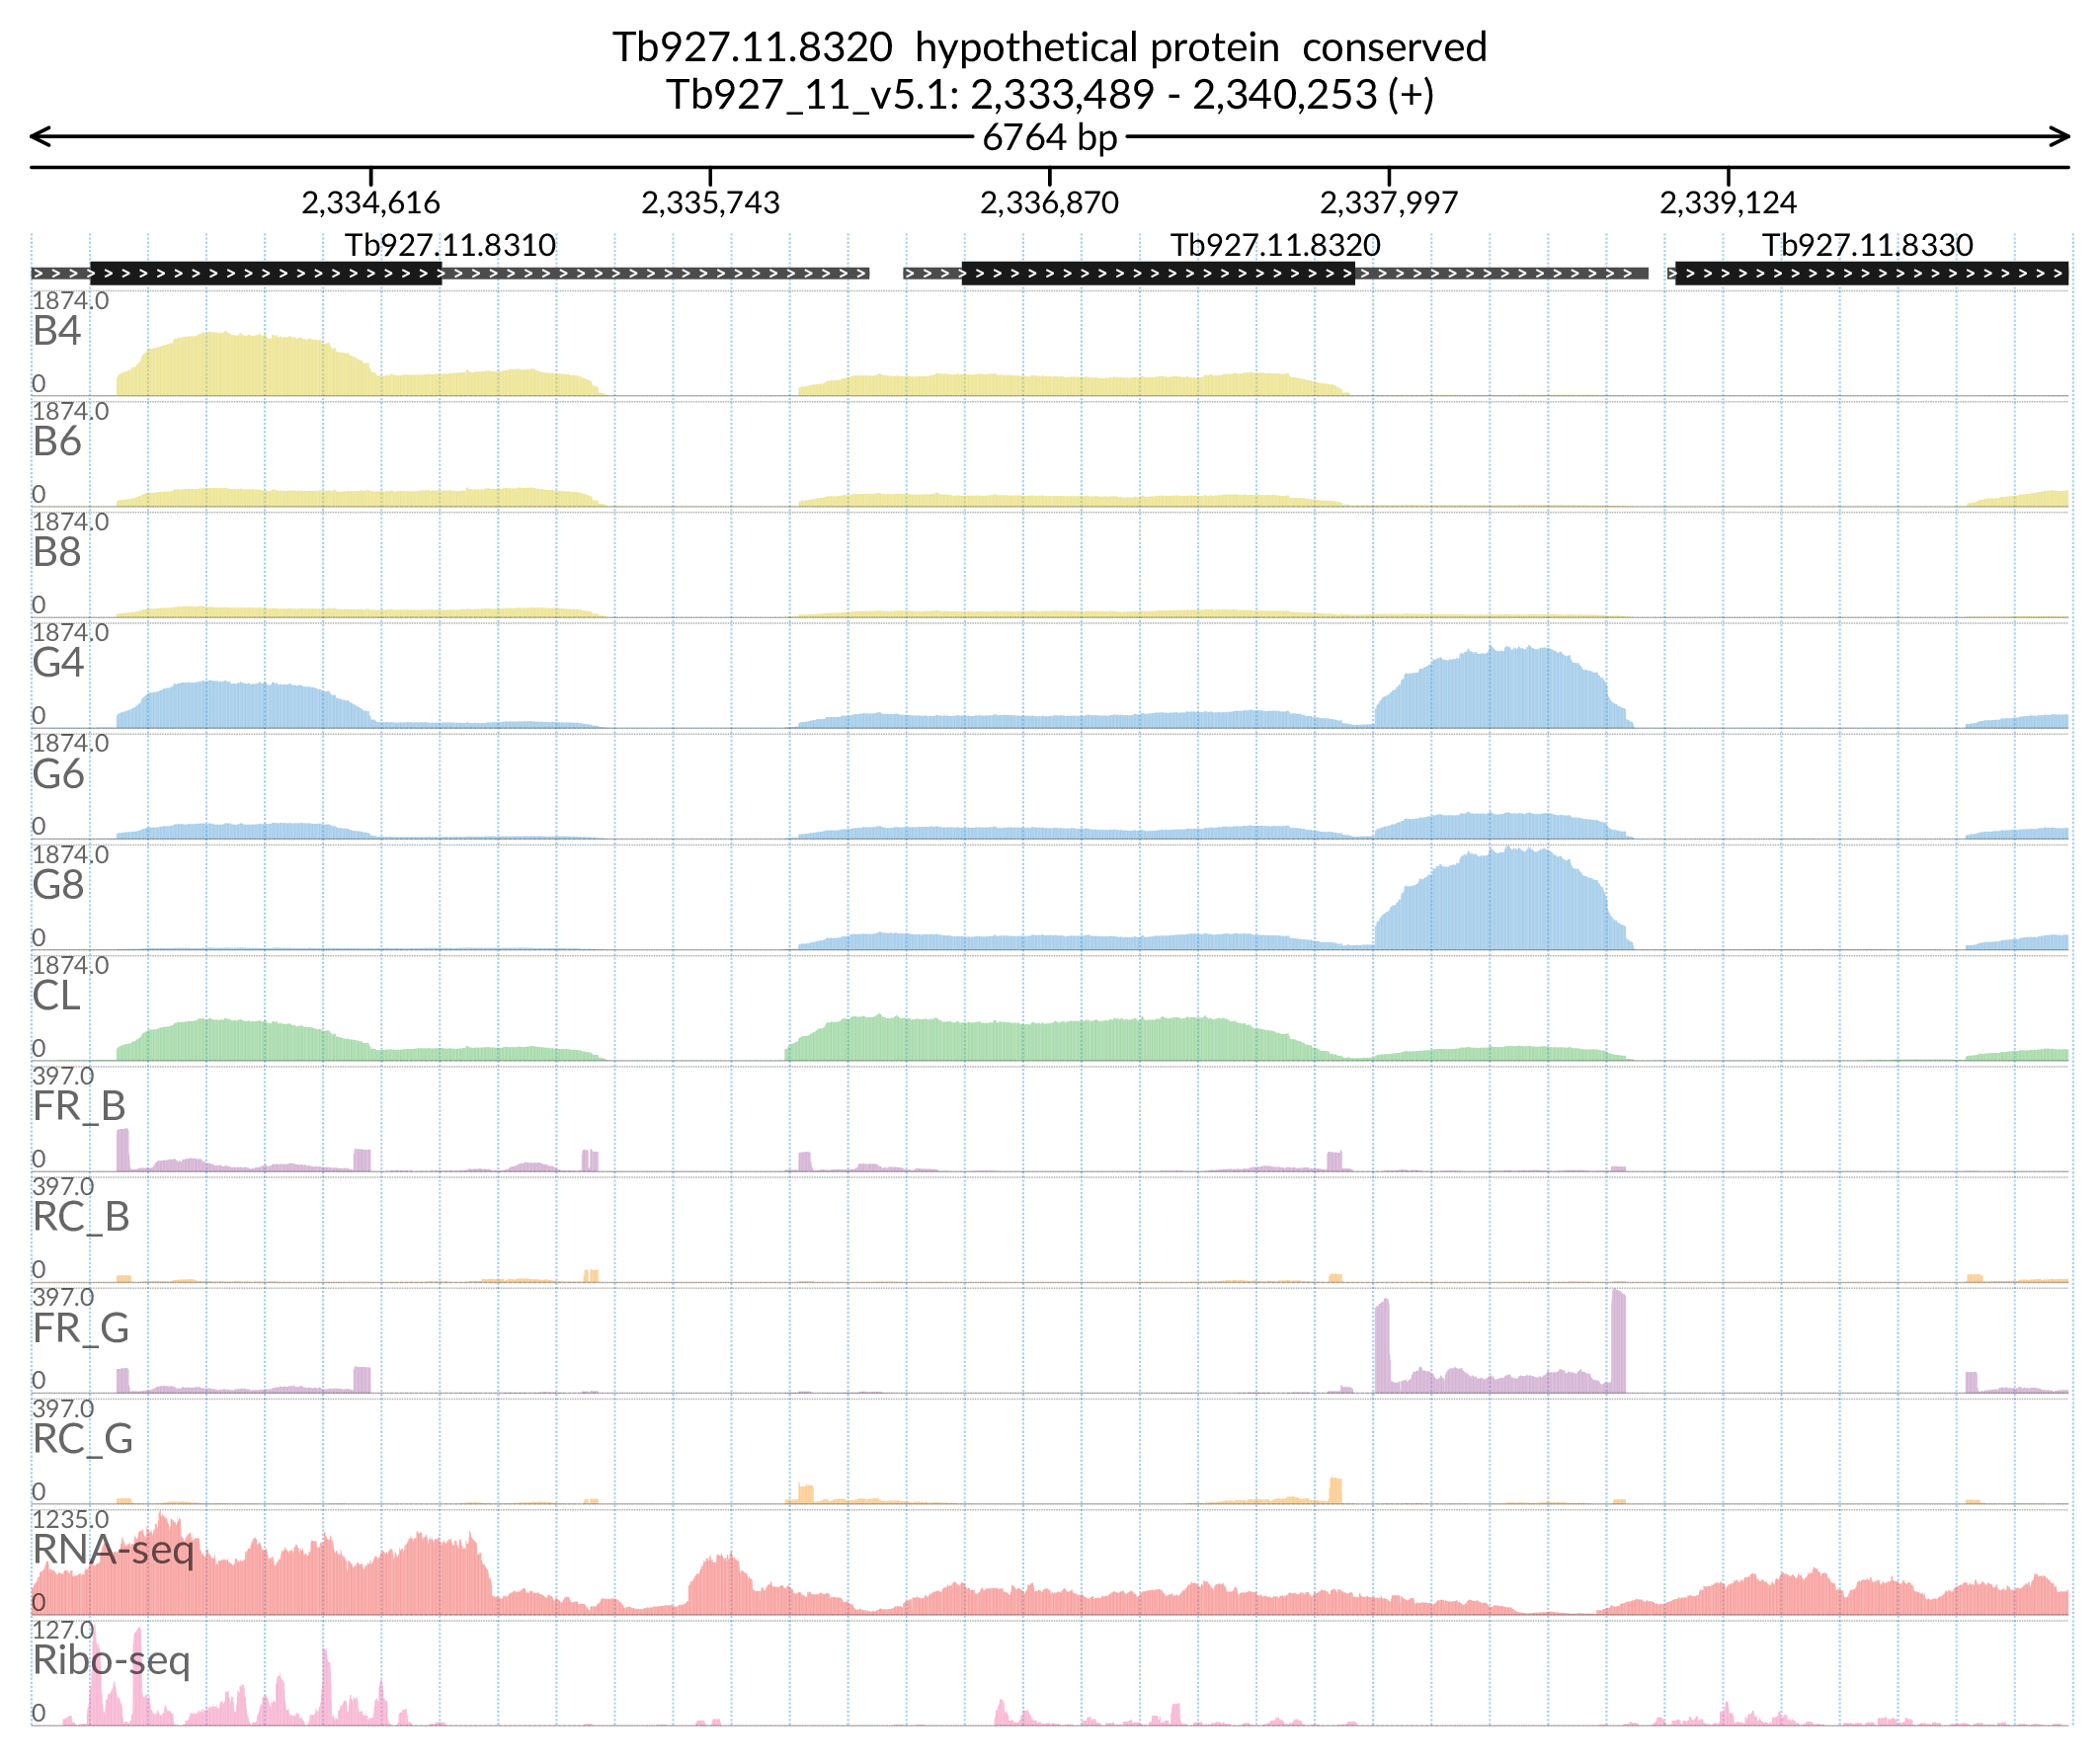 Tb927.11.8320 hypothetical protein conserved
Tb927_11_v5.1: 2,333,489 - 2,340,253 (+)
6764 bp
2,334,616 2,335,743 2,336,870 2,337,997 2,339,124
Tb927.11.8310 Tb927.11.8320 Tb927.11.8330
1874.0
B4
0
1874.0
B6
0
1874.0
B8
0
1874.0
G4
0
1874.0
G6
0
1874.0
G8
0
1874.0
CL
0
397.0
FR_B
0
397.0
RC_B
0
397.0
FR_G
0
397.0
RC_G
0
1235.0
RNA-seq
0
127.0
Ribo-seq
0